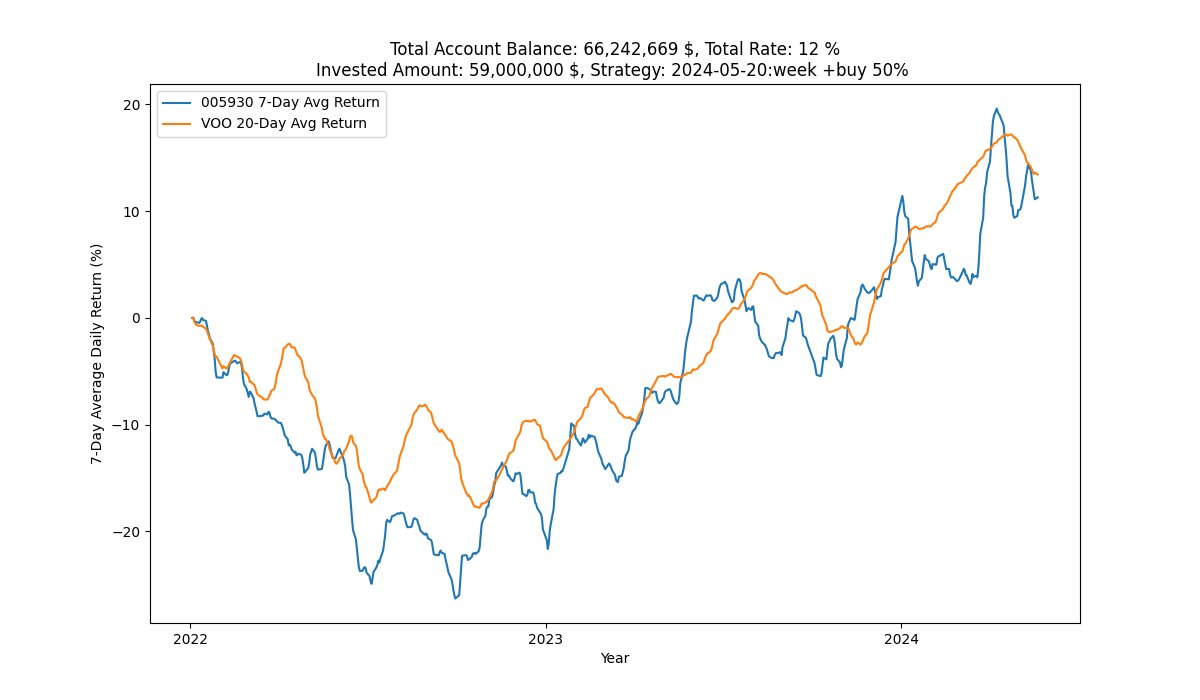 Total Account Balance: 66,242,669 $, Total Rate: 12 %
Invested Amount: 59,000,000 $, Strategy: 2024-05-20:week +buy 50%
005930 7-Day Avg Return
VOO 20-Day Avg Return
7-Day Average Daily Return (%)
20
10
0
−10
−20
2022
2023
2024
Year